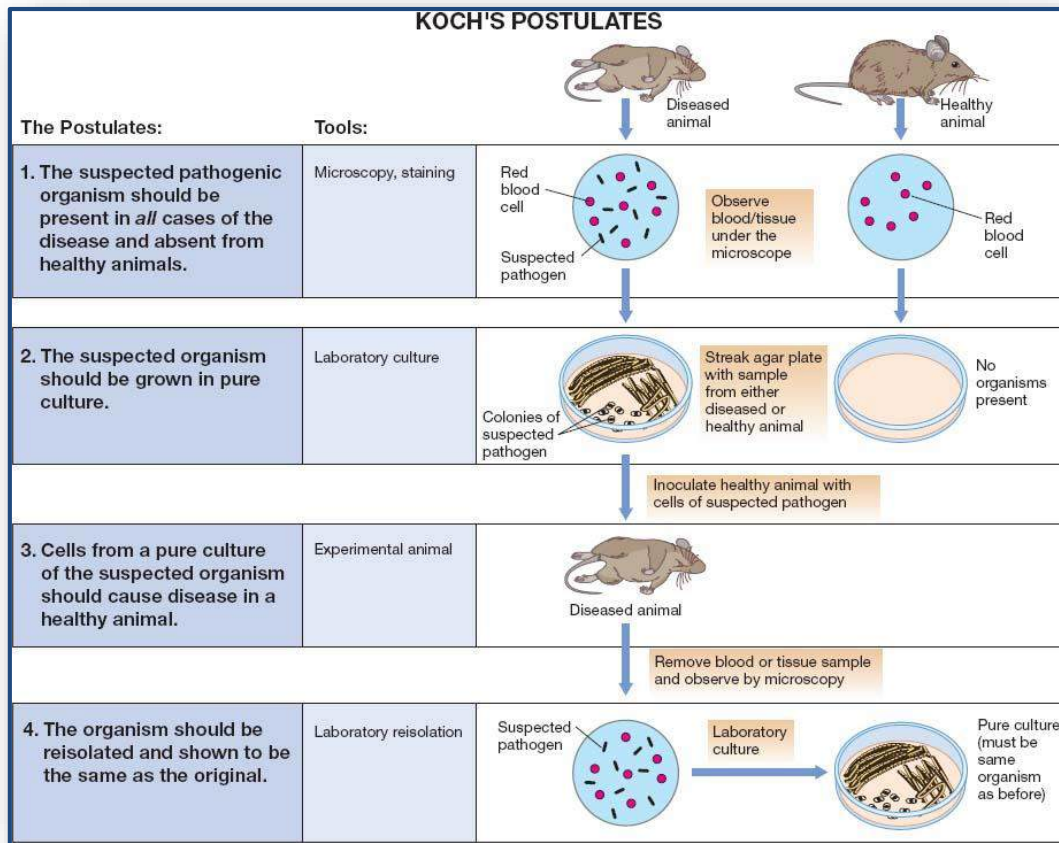 KOCH'S POSTULATES
The Postulates:
Tools:
Diseased
animal
Healthy
animal
1. The suspected pathogenic
organism should be
present in all cases of the
disease and absent from
healthy animals.
Microscopy, staining
Red
blood
cell
Suspected
pathogen
Observe
blood/tissue
under the
microscope
Red
blood
cell
2. The suspected organism
should be grown in pure
culture.
Laboratory culture
Colonies of
suspected
pathogen
Streak agar plate
with sample
from either
diseased or
healthy animal
No
organisms
present
Inoculate healthy animal with
cells of suspected pathogen
3. Cells from a pure culture
of the suspected organism
should cause disease in a
healthy animal.
Experimental animal
Diseased animal
Remove blood or tissue sample
and observe by microscopy
4. The organism should be
reisolated and shown to be
the same as the original.
Laboratory reisolation
Suspected
pathogen
Laboratory
culture
Pure culture
(must be
same
organism
as before)